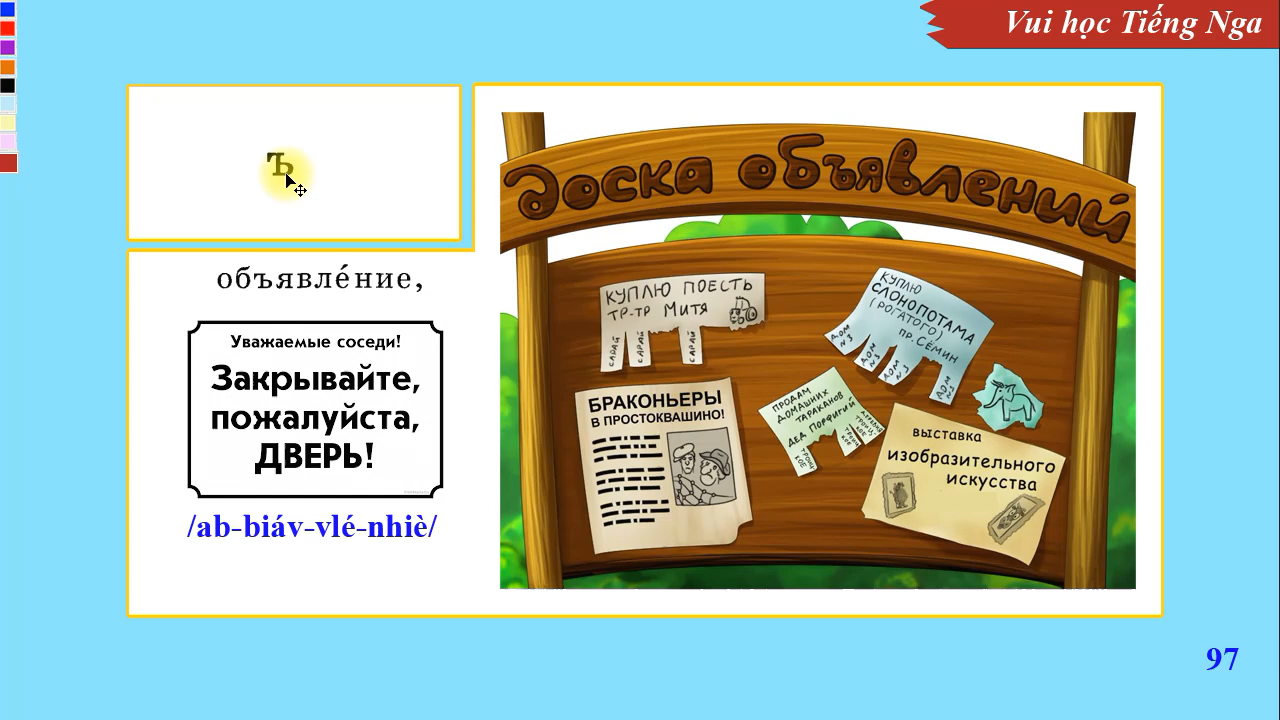 Vui học Tiếng Nga
ъ
объявле́ние,
Уважаемые соседи!
Закрывайте,
пожалуйста,
ДВЕРЬ!
/ab-biáv-vlé-nhiè/
Доска объявлений
КУПЛЮ ПОЕСТЬ
ТР-ТР МИТЯ
САРАЙ
САРАЙ
САРАЙ
КУПЛЮ
СЛОНОПОТАМА
(РОГАТОГО)
ПР. СЁМИН
ДОМ №3
ДОМ №3
ДОМ №3
ДОМ №3
БРАКОНЬЕРЫ
В ПРОСТОКВАШИНО!
ПРОДАМ
ДОМАШНИХ
ТАРАКАНОВ
ДЕД ПОРФИРИЙ
выставка
изобразительного
искусства
97